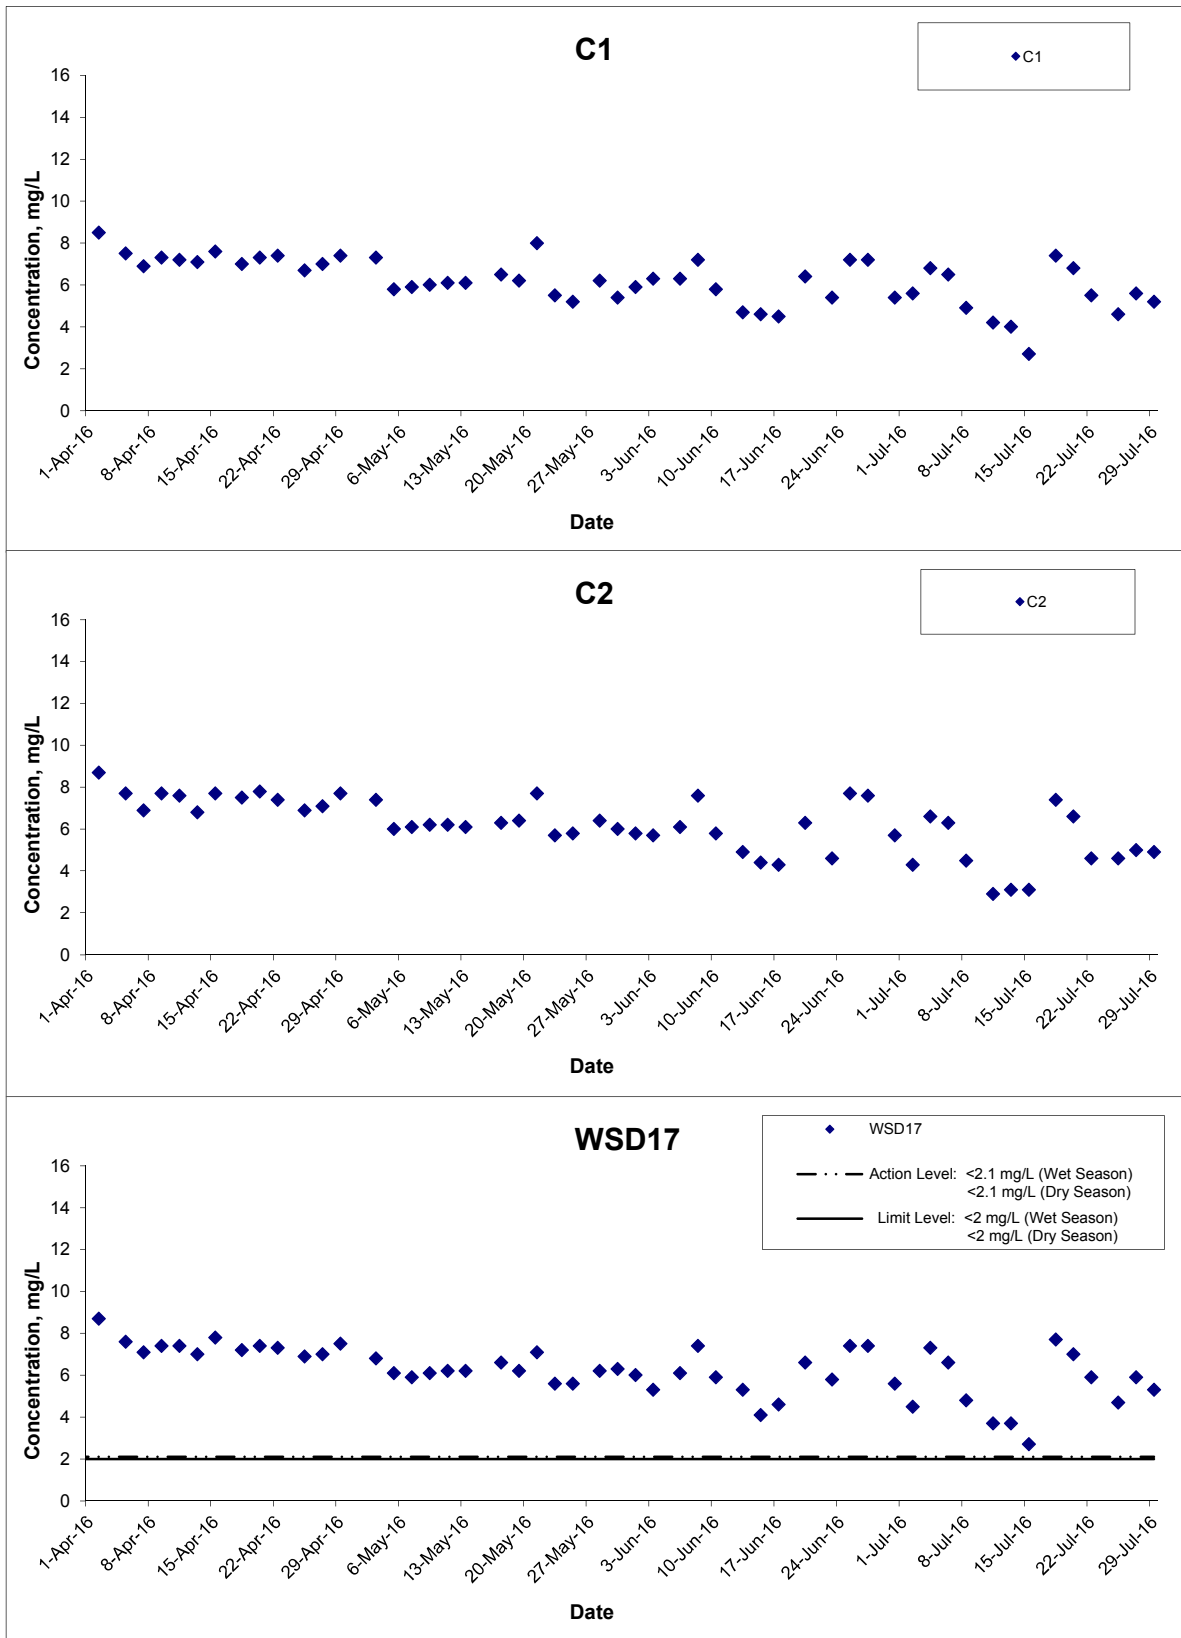 C1
C1
16
14
12
10
8
6
4
2
0
Concentration, mg/L
1-Apr-16
8-Apr-16
15-Apr-16
22-Apr-16
29-Apr-16
6-May-16
13-May-16
20-May-16
27-May-16
3-Jun-16
10-Jun-16
17-Jun-16
24-Jun-16
1-Jul-16
8-Jul-16
15-Jul-16
22-Jul-16
29-Jul-16
Date
C2
C2
16
14
12
10
8
6
4
2
0
Concentration, mg/L
1-Apr-16
8-Apr-16
15-Apr-16
22-Apr-16
29-Apr-16
6-May-16
13-May-16
20-May-16
27-May-16
3-Jun-16
10-Jun-16
17-Jun-16
24-Jun-16
1-Jul-16
8-Jul-16
15-Jul-16
22-Jul-16
29-Jul-16
Date
WSD17
WSD17
Action Level: <2.1 mg/L (Wet Season)
<2.1 mg/L (Dry Season)
Limit Level: <2 mg/L (Wet Season)
<2 mg/L (Dry Season)
16
14
12
10
8
6
4
2
0
Concentration, mg/L
1-Apr-16
8-Apr-16
15-Apr-16
22-Apr-16
29-Apr-16
6-May-16
13-May-16
20-May-16
27-May-16
3-Jun-16
10-Jun-16
17-Jun-16
24-Jun-16
1-Jul-16
8-Jul-16
15-Jul-16
22-Jul-16
29-Jul-16
Date